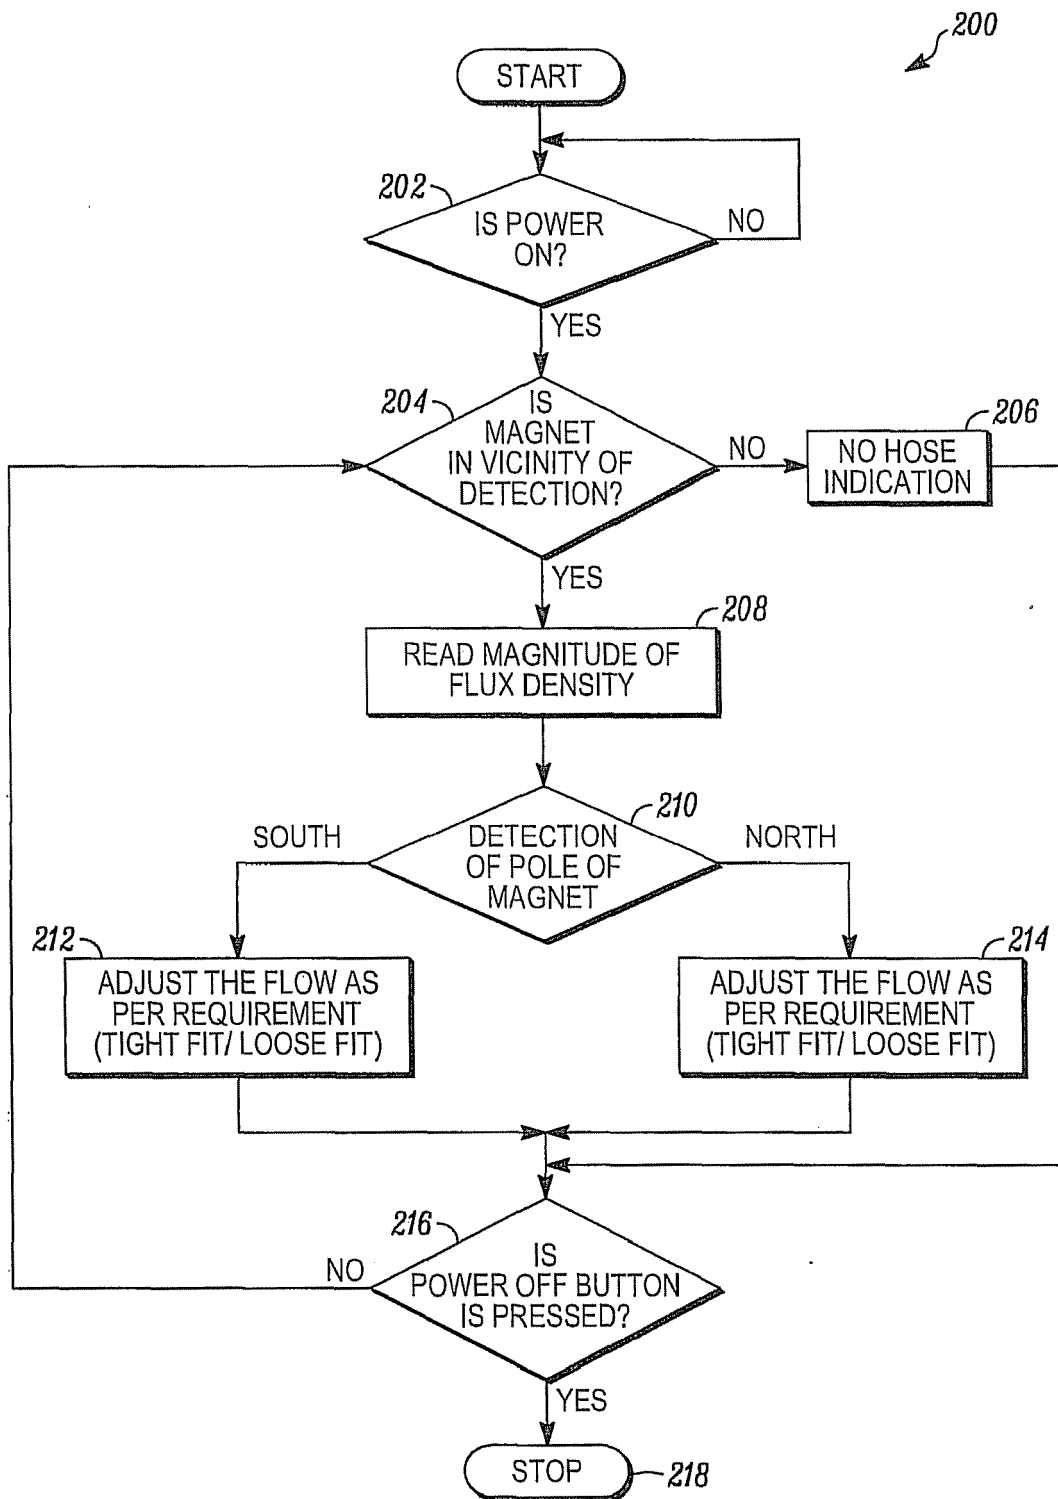 200
START
202
IS POWER
ON?
NO
YES
204
IS
MAGNET
IN VICINITY OF
DETECTION?
NO
206
NO HOSE
INDICATION
YES
208
READ MAGNITUDE OF
FLUX DENSITY
210
SOUTH
DETECTION
OF POLE OF
MAGNET
NORTH
212
ADJUST THE FLOW AS
PER REQUIREMENT
(TIGHT FIT/ LOOSE FIT)
214
ADJUST THE FLOW AS
PER REQUIREMENT
(TIGHT FIT/ LOOSE FIT)
216
NO
IS
POWER OFF BUTTON
IS PRESSED?
YES
STOP
218